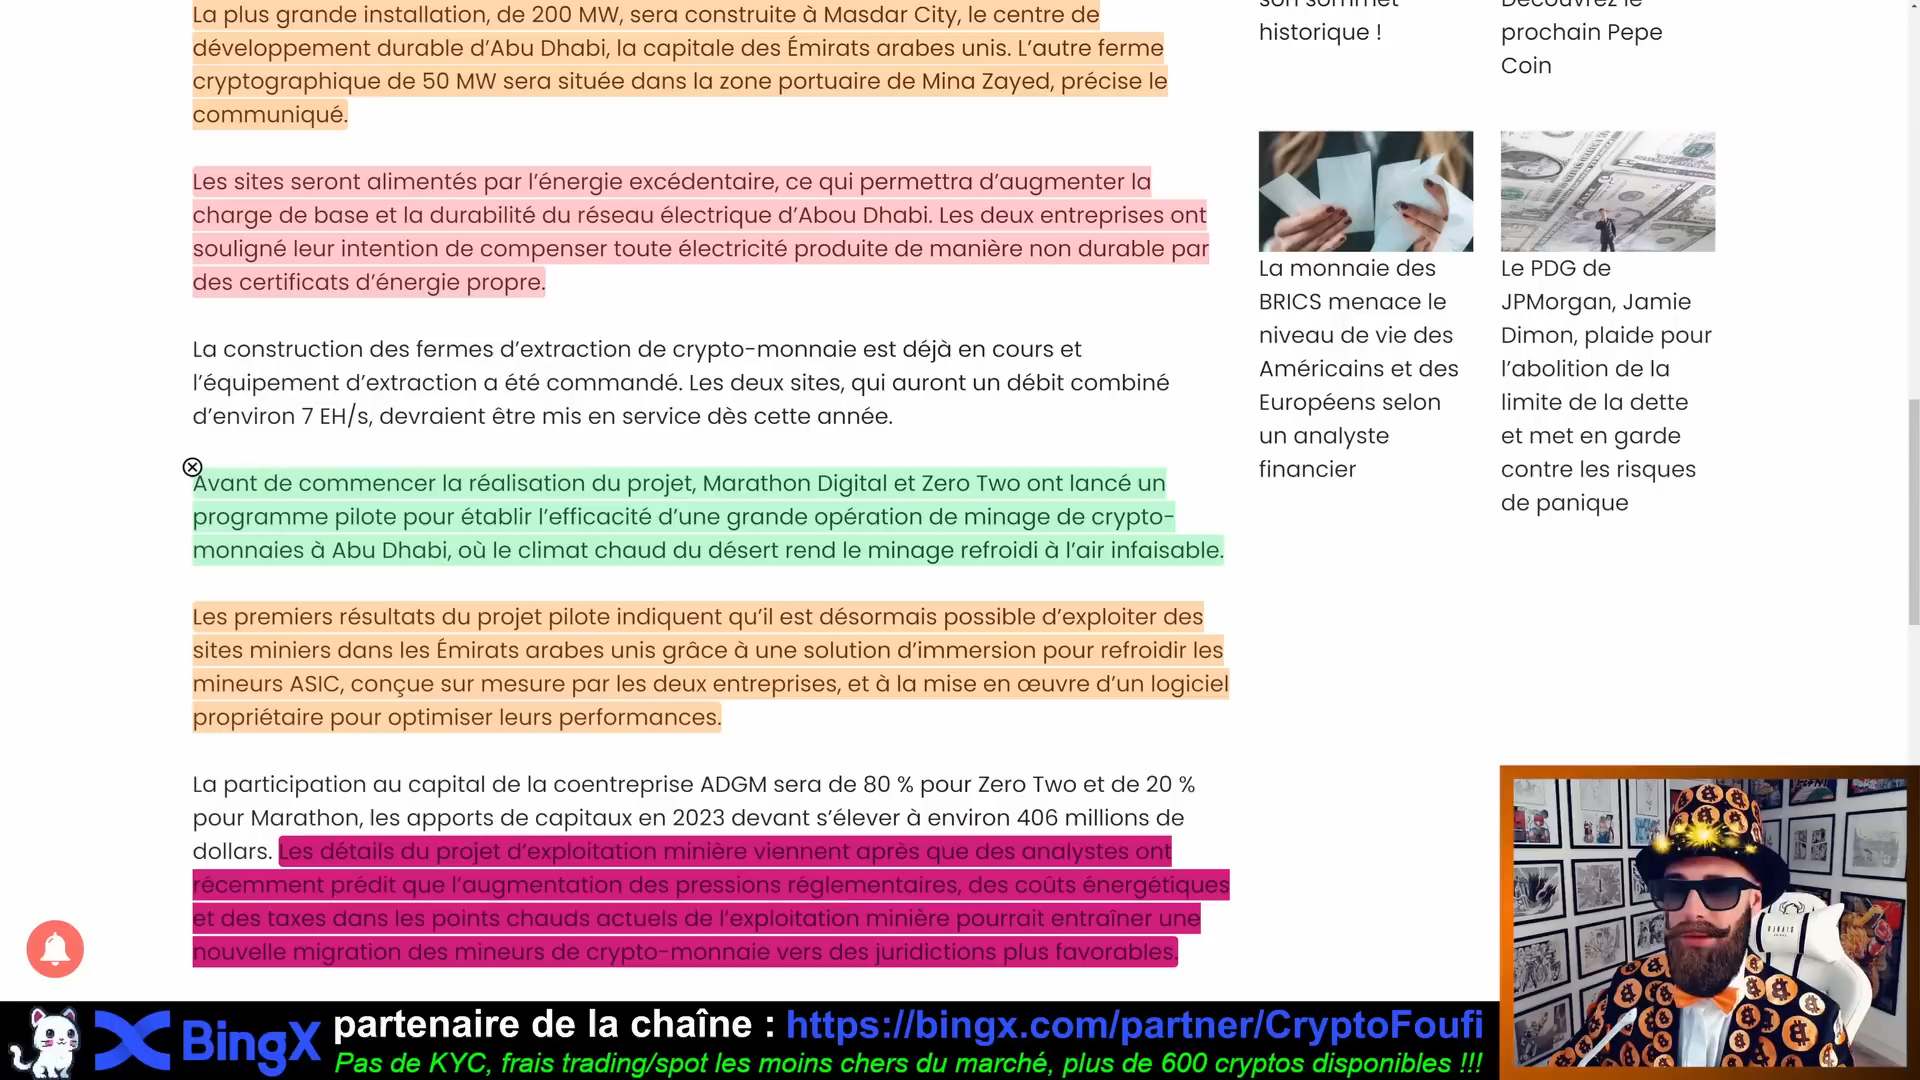 La plus grande installation, de 200 MW, sera construite à Masdar City, le centre de
développement durable d’Abu Dhabi, la capitale des Émirats arabes unis. L’autre ferme
cryptographique de 50 MW sera située dans la zone portuaire de Mina Zayed, précise le
communiqué.
Les sites seront alimentés par l’énergie excédentaire, ce qui permettra d’augmenter la
charge de base et la durabilité du réseau électrique d’Abou Dhabi. Les deux entreprises ont
souligné leur intention de compenser toute électricité produite de manière non durable par
des certificats d’énergie propre.
La construction des fermes d’extraction de crypto-monnaie est déjà en cours et
l’équipement d’extraction a été commandé. Les deux sites, qui auront un débit combiné
d’environ 7 EH/s, devraient être mis en service dès cette année.
Avant de commencer la réalisation du projet, Marathon Digital et Zero Two ont lancé un
programme pilote pour établir l’efficacité d’une grande opération de minage de crypto-
monnaies à Abu Dhabi, où le climat chaud du désert rend le minage refroidi à l’air infaisable.
Les premiers résultats du projet pilote indiquent qu’il est désormais possible d’exploiter des
sites miniers dans les Émirats arabes unis grâce à une solution d’immersion pour refroidir les
mineurs ASIC, conçue sur mesure par les deux entreprises, et à la mise en œuvre d’un logiciel
propriétaire pour optimiser leurs performances.
La participation au capital de la coentreprise ADGM sera de 80 % pour Zero Two et de 20 %
pour Marathon, les apports de capitaux en 2023 devant s’élever à environ 406 millions de
dollars. Les détails du projet d’exploitation minière viennent après que des analystes ont
récemment prédit que l’augmentation des pressions réglementaires, des coûts énergétiques
et des taxes dans les points chauds actuels de l’exploitation minière pourrait entraîner une
nouvelle migration des mineurs de crypto-monnaie vers des juridictions plus favorables.
son sommet
historique !
Découvrez le
prochain Pepe
Coin
La monnaie des
BRICS menace le
niveau de vie des
Américains et des
Européens selon
un analyste
financier
Le PDG de
JPMorgan, Jamie
Dimon, plaide pour
l’abolition de la
limite de la dette
et met en garde
contre les risques
de panique
BingX
partenaire de la chaîne : https://bingx.com/partner/CryptoFoufi
Pas de KYC, frais trading/spot les moins chers du marché, plus de 600 cryptos disponibles !!!